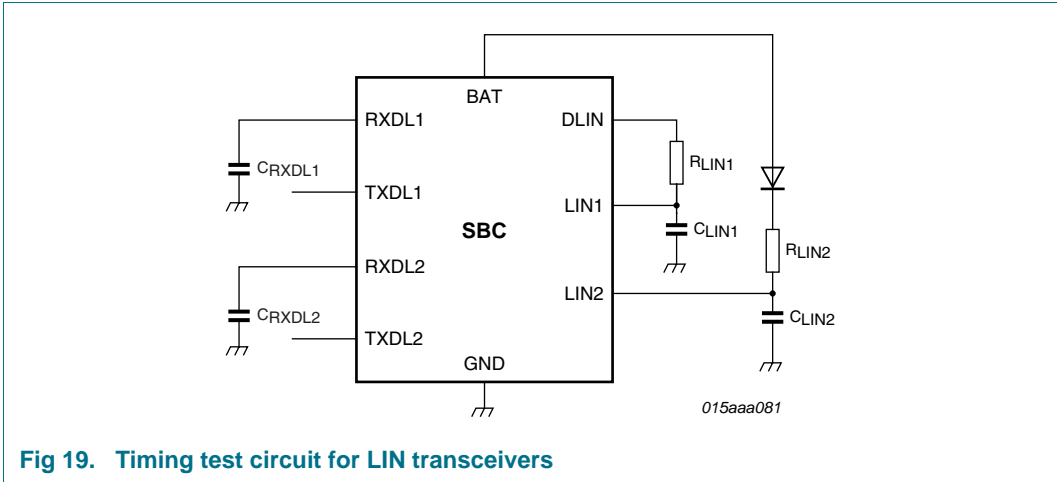 BAT
RXDL1
DLIN
CRXDL1
RLIN1
TXDL1
LIN1
SBC
CLIN1
RXDL2
RLIN2
LIN2
CRXDL2
CLIN2
TXDL2
GND
015aaa081
Fig 19. Timing test circuit for LIN transceivers